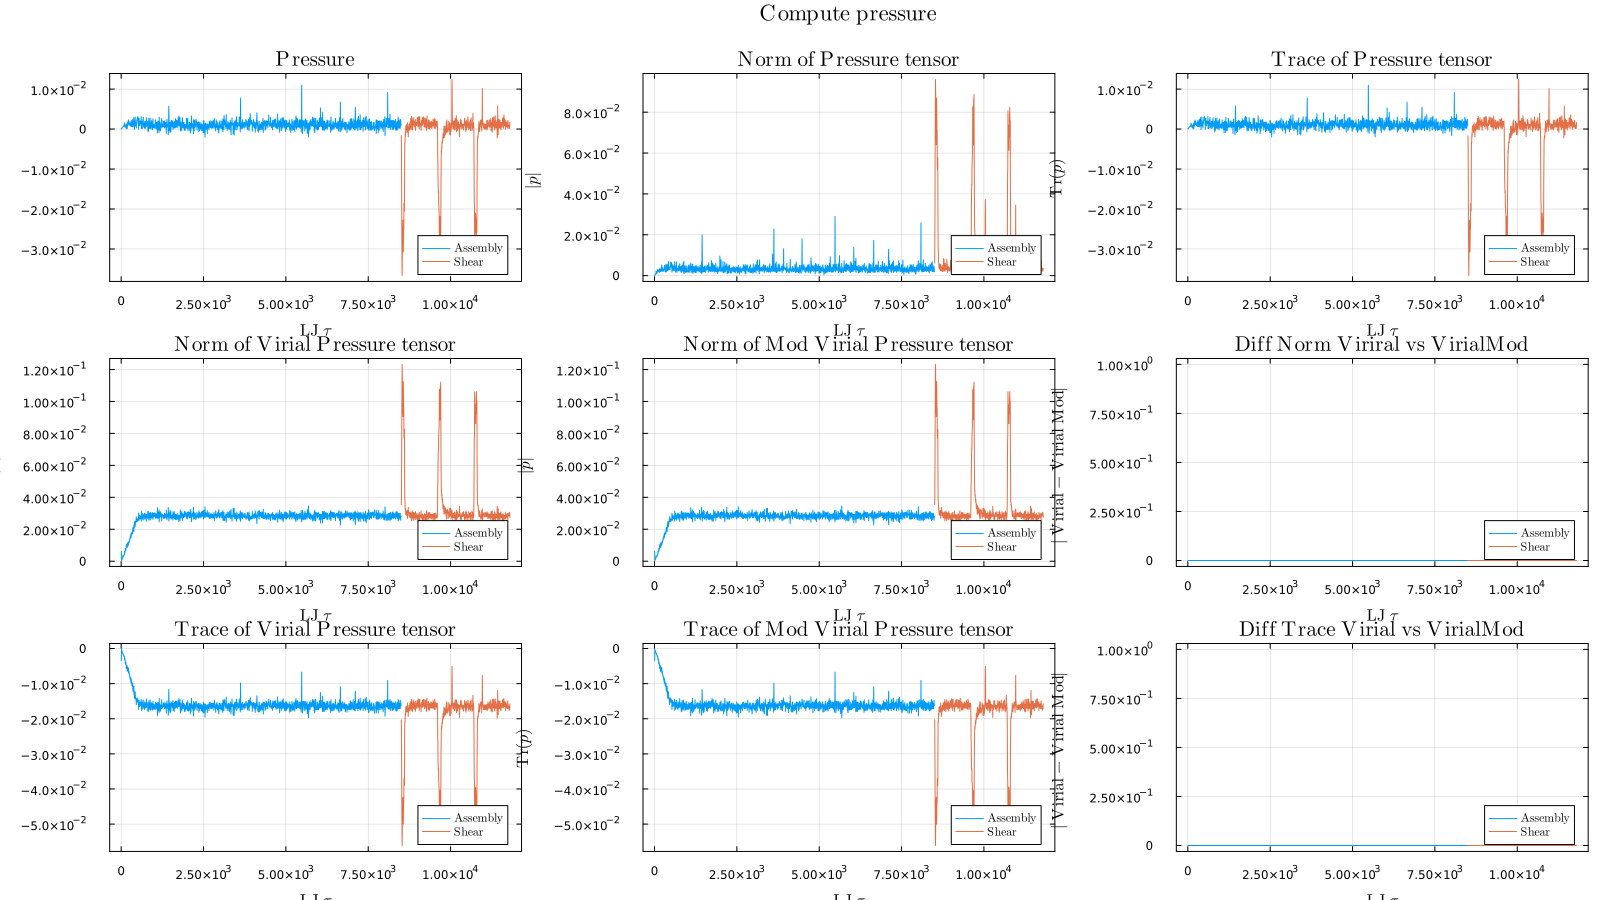 Compute pressure
Pressure
1.0×10⁻²
0
−1.0×10⁻²
−2.0×10⁻²
−3.0×10⁻²
Assembly
Shear
0 2.50×10³ 5.00×10³ 7.50×10³ 1.00×10⁴
LJ τ
Norm of Pressure tensor
|p|
8.0×10⁻²
6.0×10⁻²
4.0×10⁻²
2.0×10⁻²
0
Assembly
Shear
0 2.50×10³ 5.00×10³ 7.50×10³ 1.00×10⁴
LJ τ
Trace of Pressure tensor
Tr(p)
1.0×10⁻²
0
−1.0×10⁻²
−2.0×10⁻²
−3.0×10⁻²
Assembly
Shear
0 2.50×10³ 5.00×10³ 7.50×10³ 1.00×10⁴
LJ τ
Norm of Virial Pressure tensor
1.20×10⁻¹
1.00×10⁻¹
8.00×10⁻²
6.00×10⁻²
4.00×10⁻²
2.00×10⁻²
0
Assembly
Shear
0 2.50×10³ 5.00×10³ 7.50×10³ 1.00×10⁴
LJ τ
Norm of Mod Virial Pressure tensor
|p|
1.20×10⁻¹
1.00×10⁻¹
8.00×10⁻²
6.00×10⁻²
4.00×10⁻²
2.00×10⁻²
0
Assembly
Shear
0 2.50×10³ 5.00×10³ 7.50×10³ 1.00×10⁴
LJ τ
Diff Norm Viriral vs VirialMod
| Virial − Virial Mod|
1.00×10⁰
7.50×10⁻¹
5.00×10⁻¹
2.50×10⁻¹
0
Assembly
Shear
0 2.50×10³ 5.00×10³ 7.50×10³ 1.00×10⁴
LJ τ
Trace of Virial Pressure tensor
0
−1.0×10⁻²
−2.0×10⁻²
−3.0×10⁻²
−4.0×10⁻²
−5.0×10⁻²
Assembly
Shear
0 2.50×10³ 5.00×10³ 7.50×10³ 1.00×10⁴
LJ τ
Trace of Mod Virial Pressure tensor
Tr(p)
0
−1.0×10⁻²
−2.0×10⁻²
−3.0×10⁻²
−4.0×10⁻²
−5.0×10⁻²
Assembly
Shear
0 2.50×10³ 5.00×10³ 7.50×10³ 1.00×10⁴
LJ τ
Diff Trace Virial vs VirialMod
| Virial − Virial Mod|
1.00×10⁰
7.50×10⁻¹
5.00×10⁻¹
2.50×10⁻¹
0
Assembly
Shear
0 2.50×10³ 5.00×10³ 7.50×10³ 1.00×10⁴
LJ τ